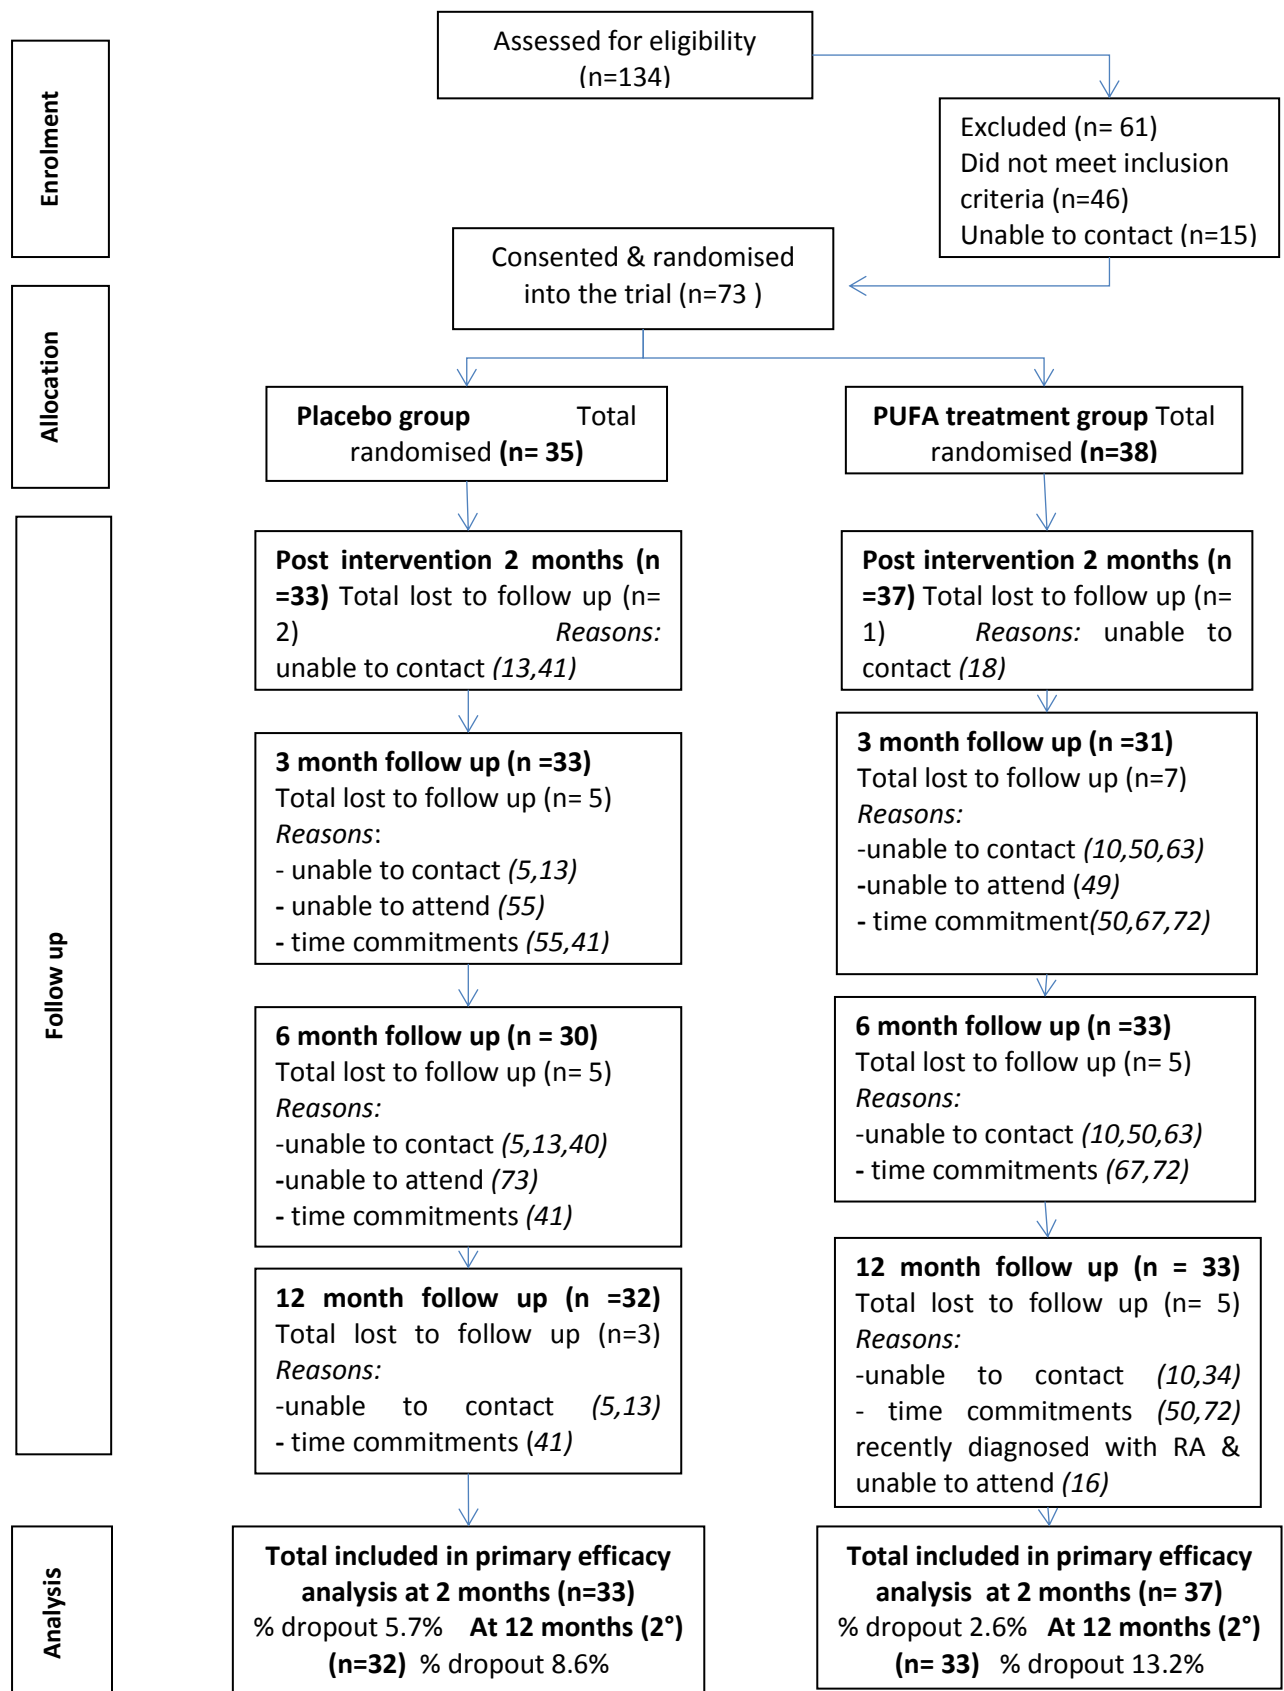 Enrolment
Assessed for eligibility
(n=134)
Excluded (n= 61)
Did not meet inclusion
criteria (n=46)
Unable to contact (n=15)
Consented & randomised
into the trial (n=73 )
Allocation
Placebo group Total
randomised (n= 35)
PUFA treatment group Total
randomised (n=38)
Follow up
Post intervention 2 months (n
=33) Total lost to follow up (n=
2) Reasons:
unable to contact (13,41)
Post intervention 2 months (n
=37) Total lost to follow up (n=
1) Reasons: unable to
contact (18)
3 month follow up (n =33)
Total lost to follow up (n= 5)
Reasons:
- unable to contact (5,13)
- unable to attend (55)
- time commitments (55,41)
3 month follow up (n =31)
Total lost to follow up (n=7)
Reasons:
-unable to contact (10,50,63)
-unable to attend (49)
- time commitment(50,67,72)
6 month follow up (n = 30)
Total lost to follow up (n= 5)
Reasons:
-unable to contact (5,13,40)
-unable to attend (73)
- time commitments (41)
6 month follow up (n =33)
Total lost to follow up (n= 5)
Reasons:
-unable to contact (10,50,63)
- time commitments (67,72)
12 month follow up (n =32)
Total lost to follow up (n=3)
Reasons:
-unable to contact (5,13)
- time commitments (41)
12 month follow up (n = 33)
Total lost to follow up (n= 5)
Reasons:
-unable to contact (10,34)
- time commitments (50,72)
recently diagnosed with RA &
unable to attend (16)
Analysis
Total included in primary efficacy
analysis at 2 months (n=33)
% dropout 5.7% At 12 months (2°)
(n=32) % dropout 8.6%
Total included in primary efficacy
analysis at 2 months (n= 37)
% dropout 2.6% At 12 months (2°)
(n= 33) % dropout 13.2%